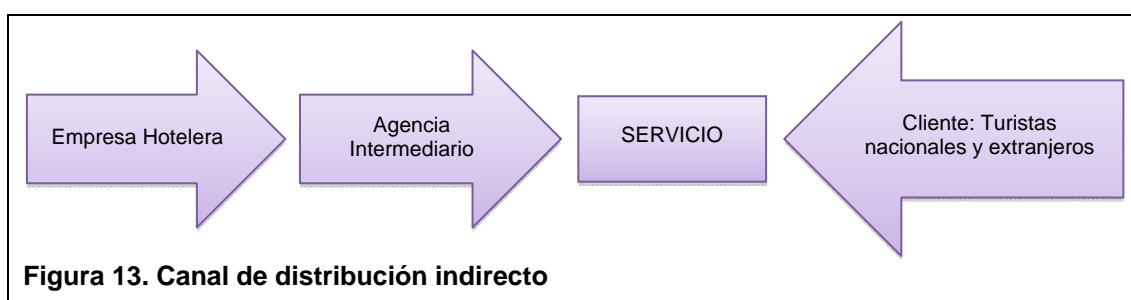 Empresa Hotelera
Agencia
Intermediario
SERVICIO
Cliente: Turistas
nacionales y extranjeros
Figura 13. Canal de distribución indirecto